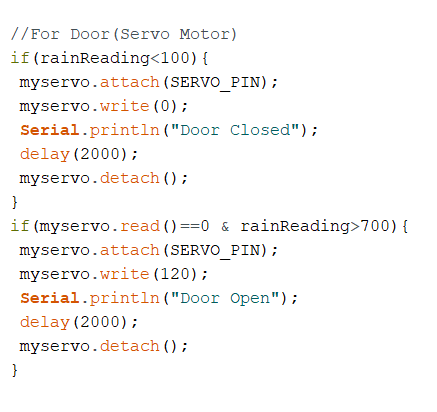 //For Door(Servo Motor)
if(rainReading<100){
myservo.attach(SERVO_PIN);
myservo.write(0);
Serial.println("Door Closed");
delay(2000);
myservo.detach();
}
if(myservo.read()==0 & rainReading>700){
myservo.attach(SERVO_PIN);
myservo.write(120);
Serial.println("Door Open");
delay(2000);
myservo.detach();
}